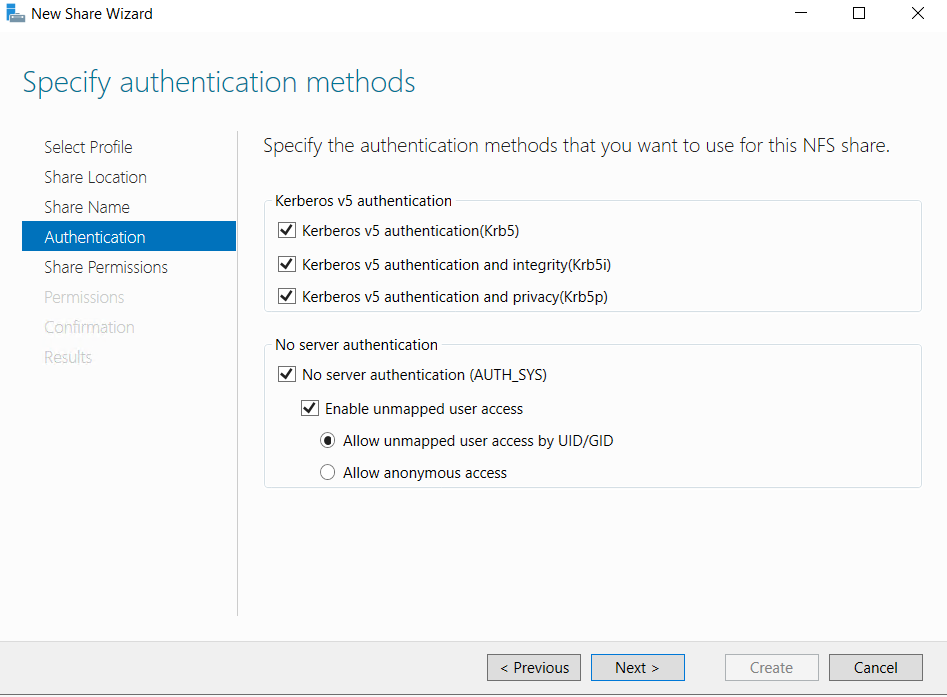 New Share Wizard
Specify authentication methods
Select Profile
Share Location
Share Name
Authentication
Share Permissions
Permissions
Confirmation
Results
Specify the authentication methods that you want to use for this NFS share.
Kerberos v5 authentication
Kerberos v5 authentication(Krb5)
Kerberos v5 authentication and integrity(Krb5i)
Kerberos v5 authentication and privacy(Krb5p)
No server authentication
No server authentication (AUTH_SYS)
Enable unmapped user access
Allow unmapped user access by UID/GID
Allow anonymous access
< Previous
Next >
Create
Cancel